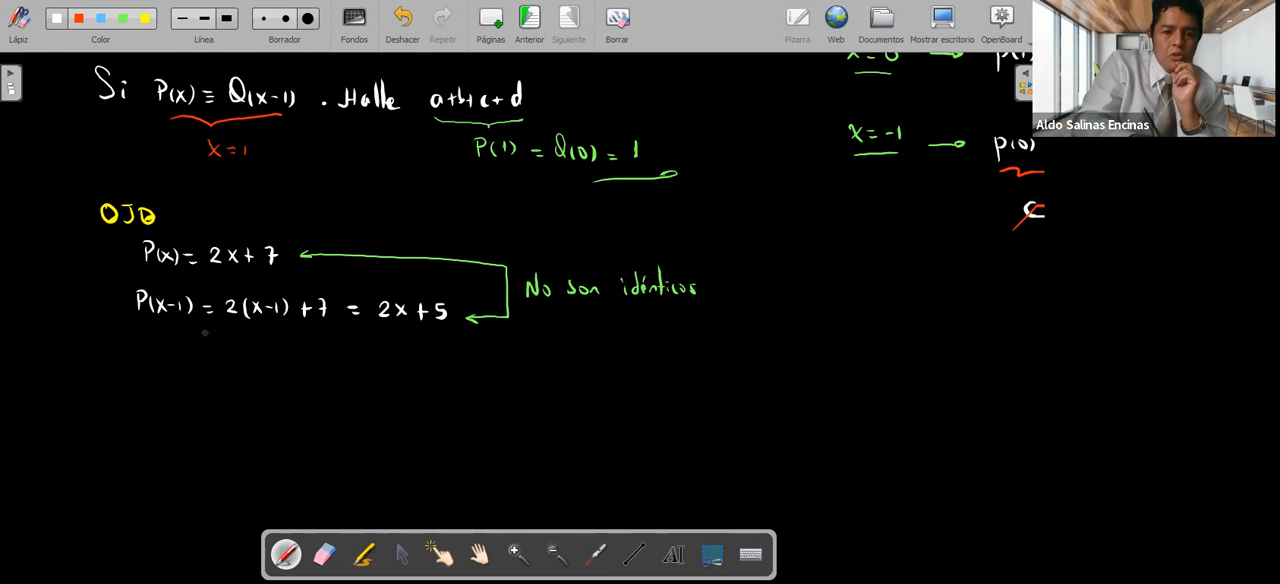 Lápiz Color Línea Borrador Fondos Deshacer Repetir Páginas Anterior Siguiente Borrar Pizarra Web Documentos Mostrar escritorio OpenBoard
Si P(x) ≡ Q(x-1) . Halle a+b+c+d
x = 1
P(1) = Q(0) = 1
x = 0
x = -1 → p(0)
c
Aldo Salinas Encinas
OJO
P(x) = 2x + 7
P(x-1) = 2(x-1) + 7 = 2x + 5
No son idénticos
AI